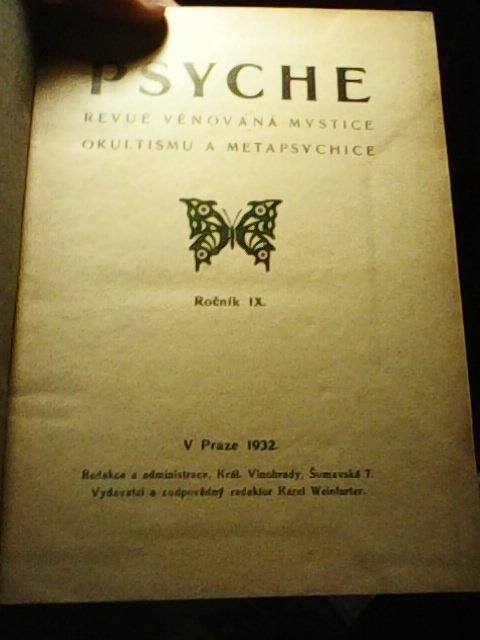 PSYCHE
REVUE VĚNOVANÁ MYSTICE
OKULTISMU A METAPSYCHICE
Ročník IX.
V Praze 1932.
Redakce a administrace, Král. Vinohrady, Šumavská 7.
Vydavatel a zodpovědný redaktor Karel Weinfurter.